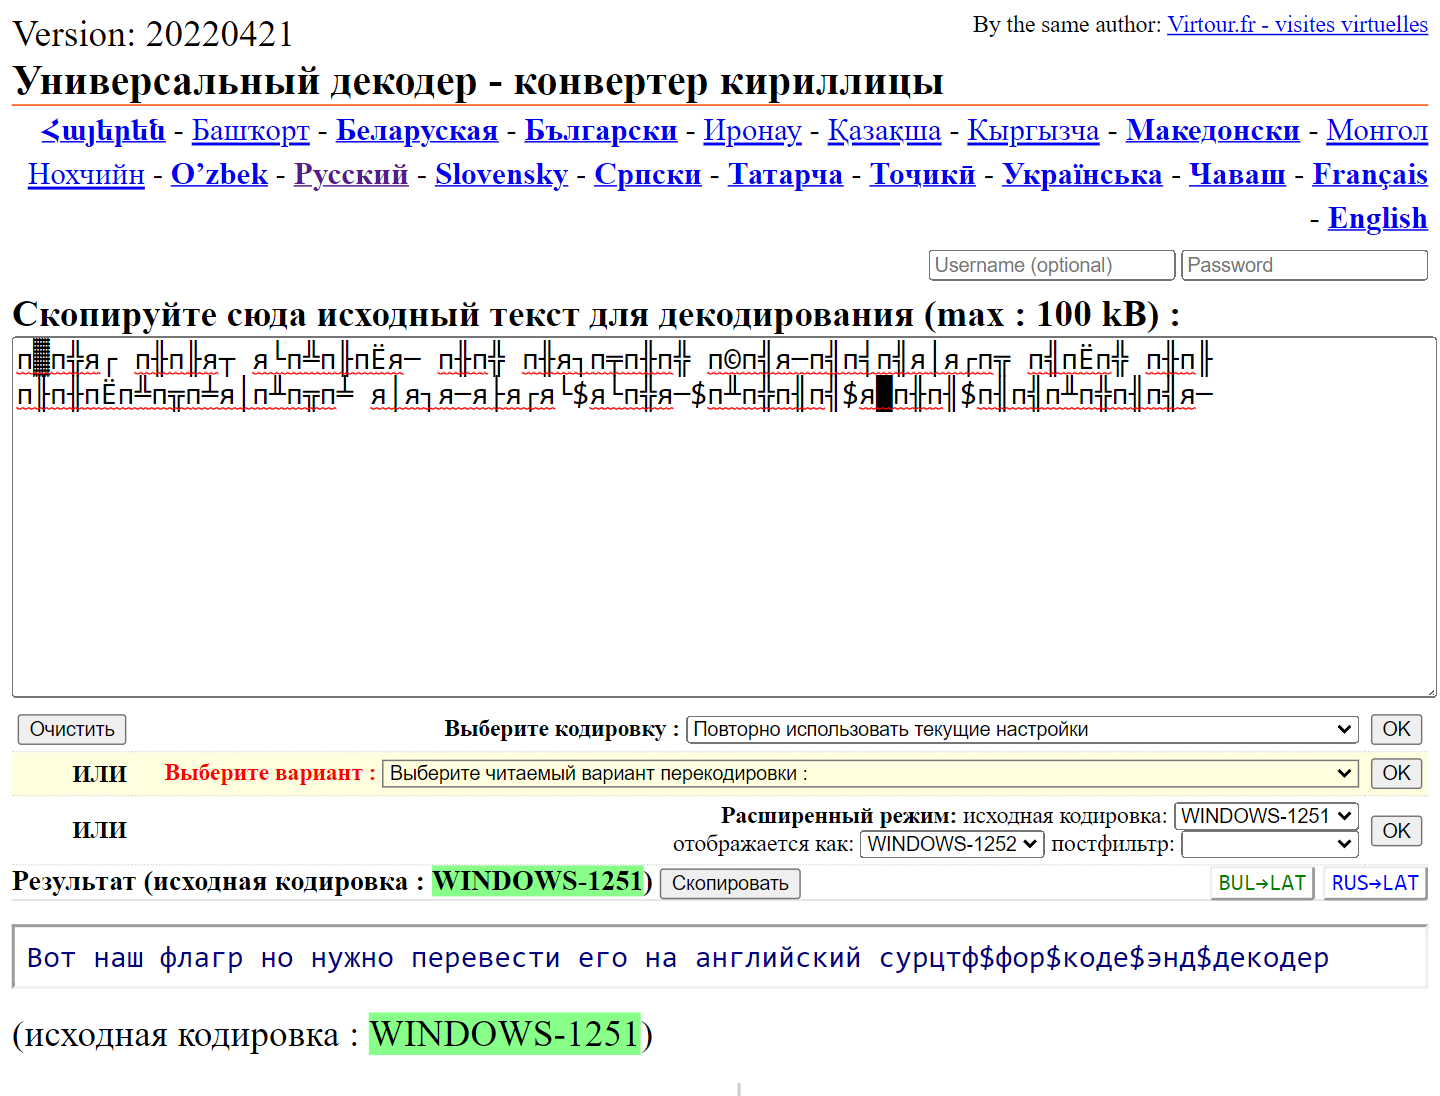 Version: 20220421
By the same author: Virtour.fr - visites virtuelles
Универсальный декодер - конвертер кириллицы
Հայերեն - Башҡорт - Беларуская - Български - Иронау - Қазақша - Кыргызча - Македонски - Монгол
Нохчийн - O’zbek - Русский - Slovensky - Српски - Татарча - Тоҷикӣ - Українська - Чаваш - Français
- English
Username (optional) Password
Скопируйте сюда исходный текст для декодирования (max : 100 kB) :
Очистить Выберите кодировку : Повторно использовать текущие настройки OK
ИЛИ Выберите вариант : Выберите читаемый вариант перекодировки : OK
ИЛИ Расширенный режим: исходная кодировка: WINDOWS-1251 OK
отображается как: WINDOWS-1252 постфильтр:
Результат (исходная кодировка : WINDOWS-1251) Скопировать BUL→LAT RUS→LAT
Вот наш флагр но нужно перевести его на английский сурцтф$фор$коде$энд$декодер
(исходная кодировка : WINDOWS-1251)